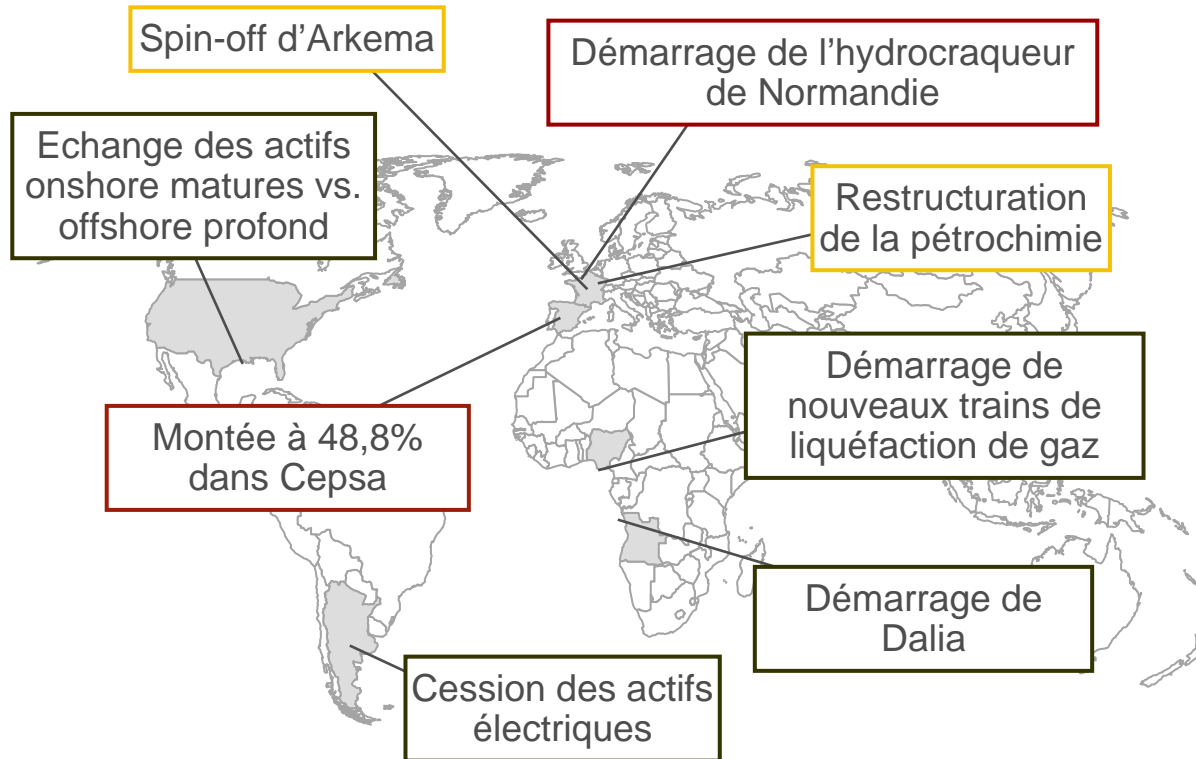 Spin-off d’Arkema
Démarrage de l’hydrocraqueur
de Normandie
Echange des actifs
onshore matures vs.
offshore profond
Restructuration
de la pétrochimie
Démarrage de
nouveaux trains de
liquéfaction de gaz
Montée à 48,8%
dans Cepsa
Démarrage de
Dalia
Cession des actifs
électriques